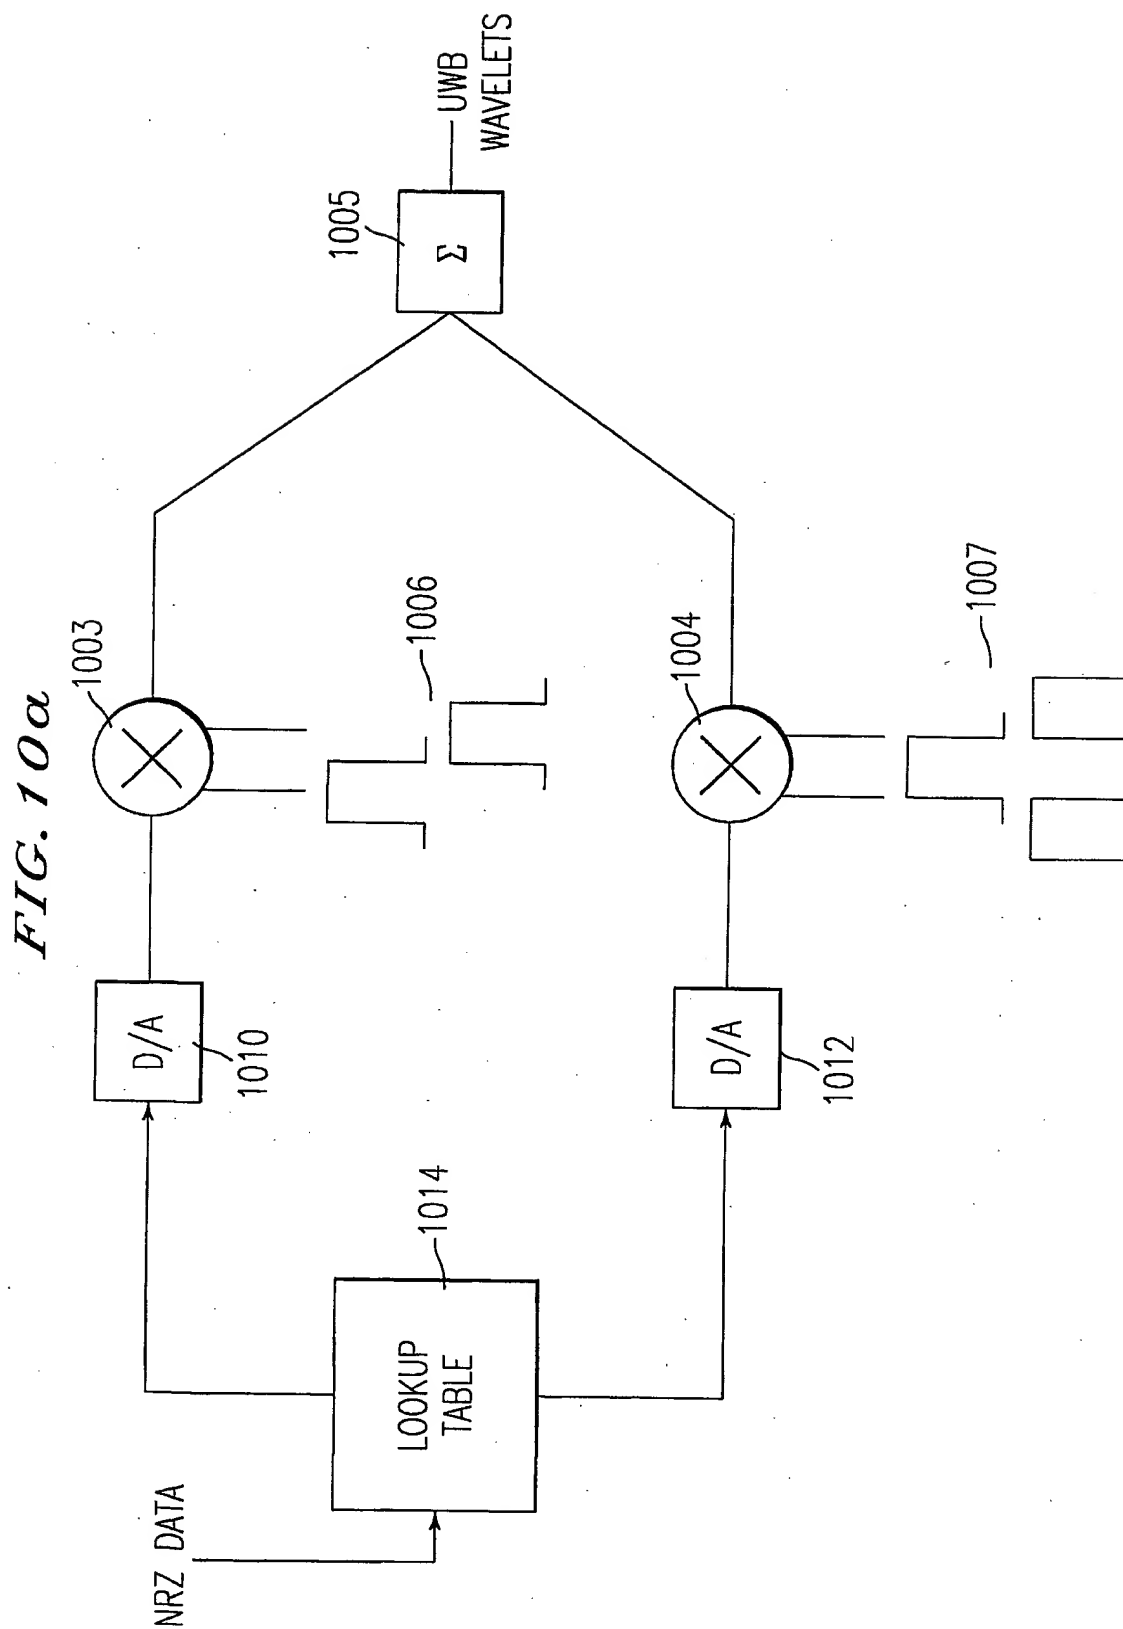 FIG. 10a
NRZ DATA
LOOKUP
TABLE
1014
D/A
1010
D/A
1012
1003
1006
1004
1007
1005
Σ
UWB
WAVELETS